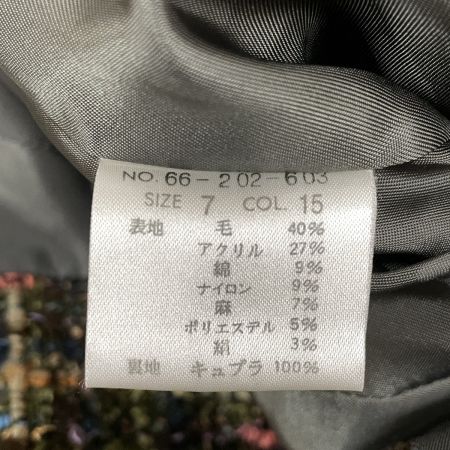 NO. 66-202-603
SIZE 7 COL. 15
表地 毛 40%
アクリル 27%
綿 9%
ナイロン 9%
麻 7%
ポリエステル 5%
絹 3%
裏地 キュプラ 100%